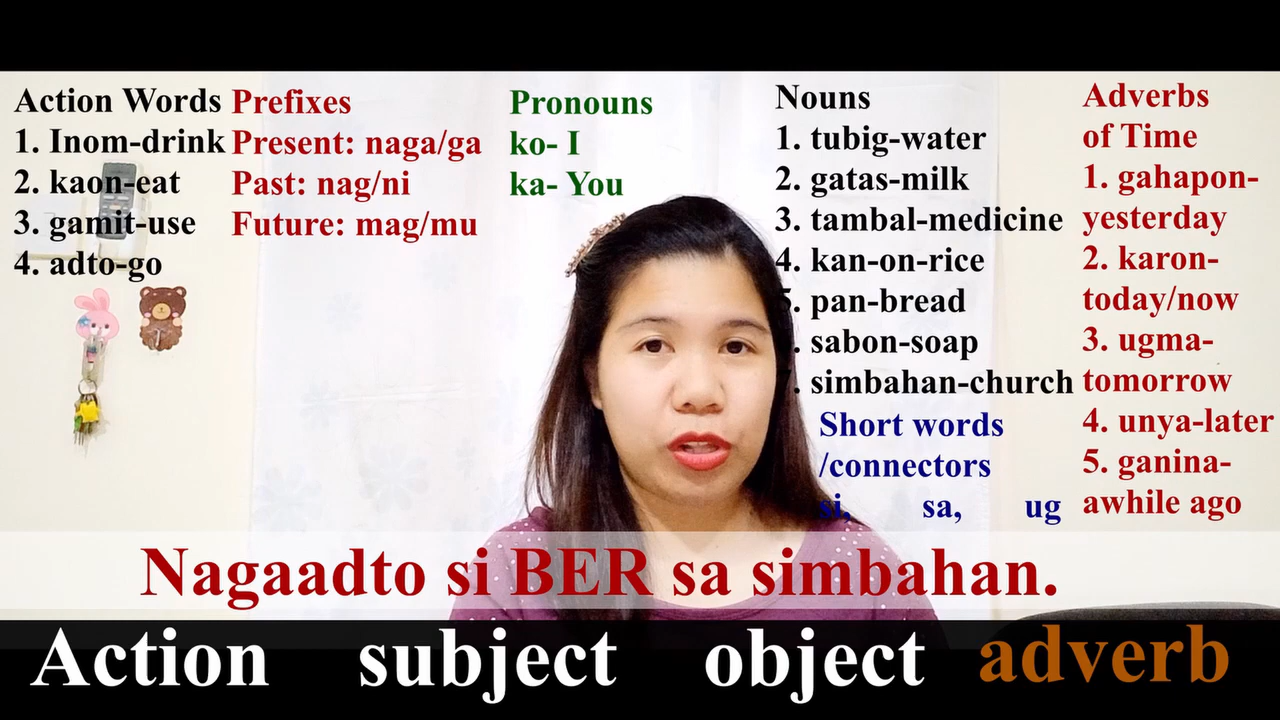 Action Words
1. Inom-drink
2. kaon-eat
3. gamit-use
4. adto-go
Prefixes
Present: naga/ga
Past: nag/ni
Future: mag/mu
Pronouns
ko- I
ka- You
Nouns
1. tubig-water
2. gatas-milk
3. tambal-medicine
4. kan-on-rice
5. pan-bread
. sabon-soap
7. simbahan-church
Short words
/connectors
si, sa, ug
Adverbs
of Time
1. gahapon-
yesterday
2. karon-
today/now
3. ugma-
tomorrow
4. unya-later
5. ganina-
awhile ago
Nagaadto si BER sa simbahan.
Action subject object adverb